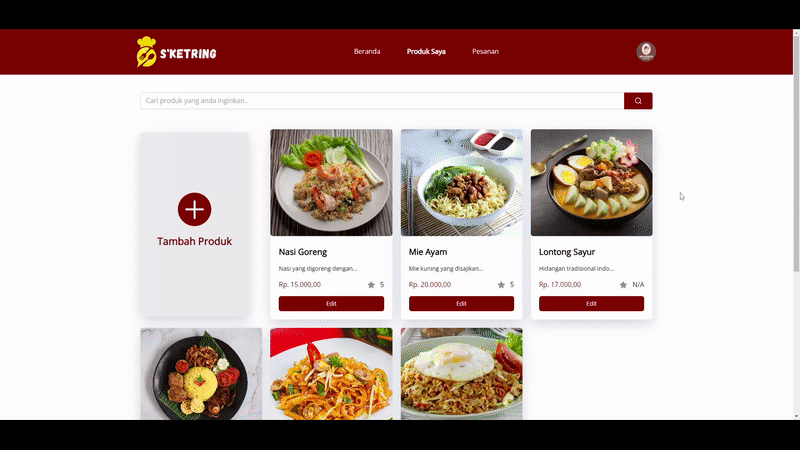 S'KETRING
Beranda
Produk Saya
Pesanan
Cari produk yang anda inginkan..
Tambah Produk
Nasi Goreng
Nasi yang digoreng dengan...
Rp. 15.000,00
5
Edit
Mie Ayam
Mie kuning yang disajikan...
Rp. 20.000,00
5
Edit
Lontong Sayur
Hidangan tradisional Indo...
Rp. 17.000,00
N/A
Edit